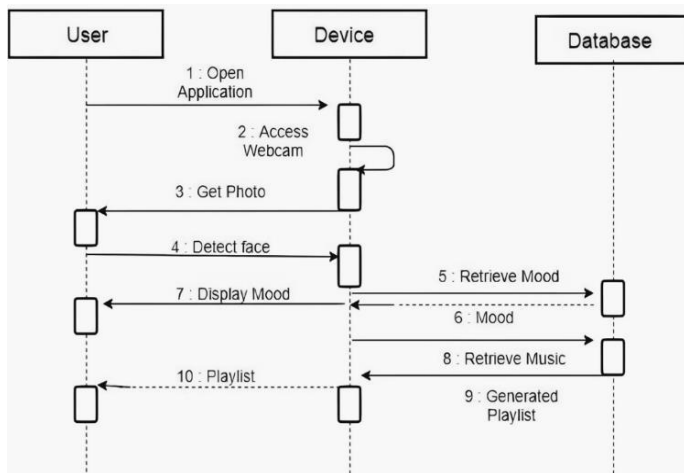 User
Device
Database
1 : Open
Application
2 : Access
Webcam
3 : Get Photo
4 : Detect face
5 : Retrieve Mood
7 : Display Mood
6 : Mood
8 : Retrieve Music
10 : Playlist
9 : Generated
Playlist